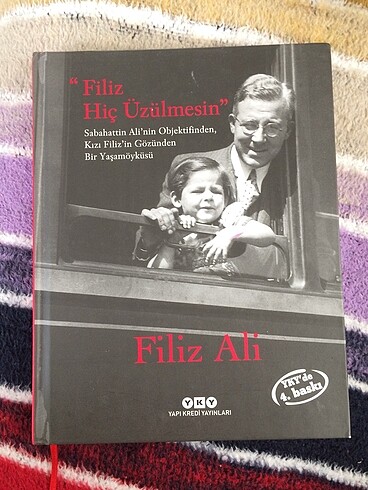 “Filiz
Hiç Üzülmesin”
Sabahattin Ali'nin Objektifinden,
Kızı Filiz'in Gözünden
Bir Yaşamöyküsü
Filiz Ali
YKY'de
4. baskı
YKY
YAPI KREDİ YAYINLARI